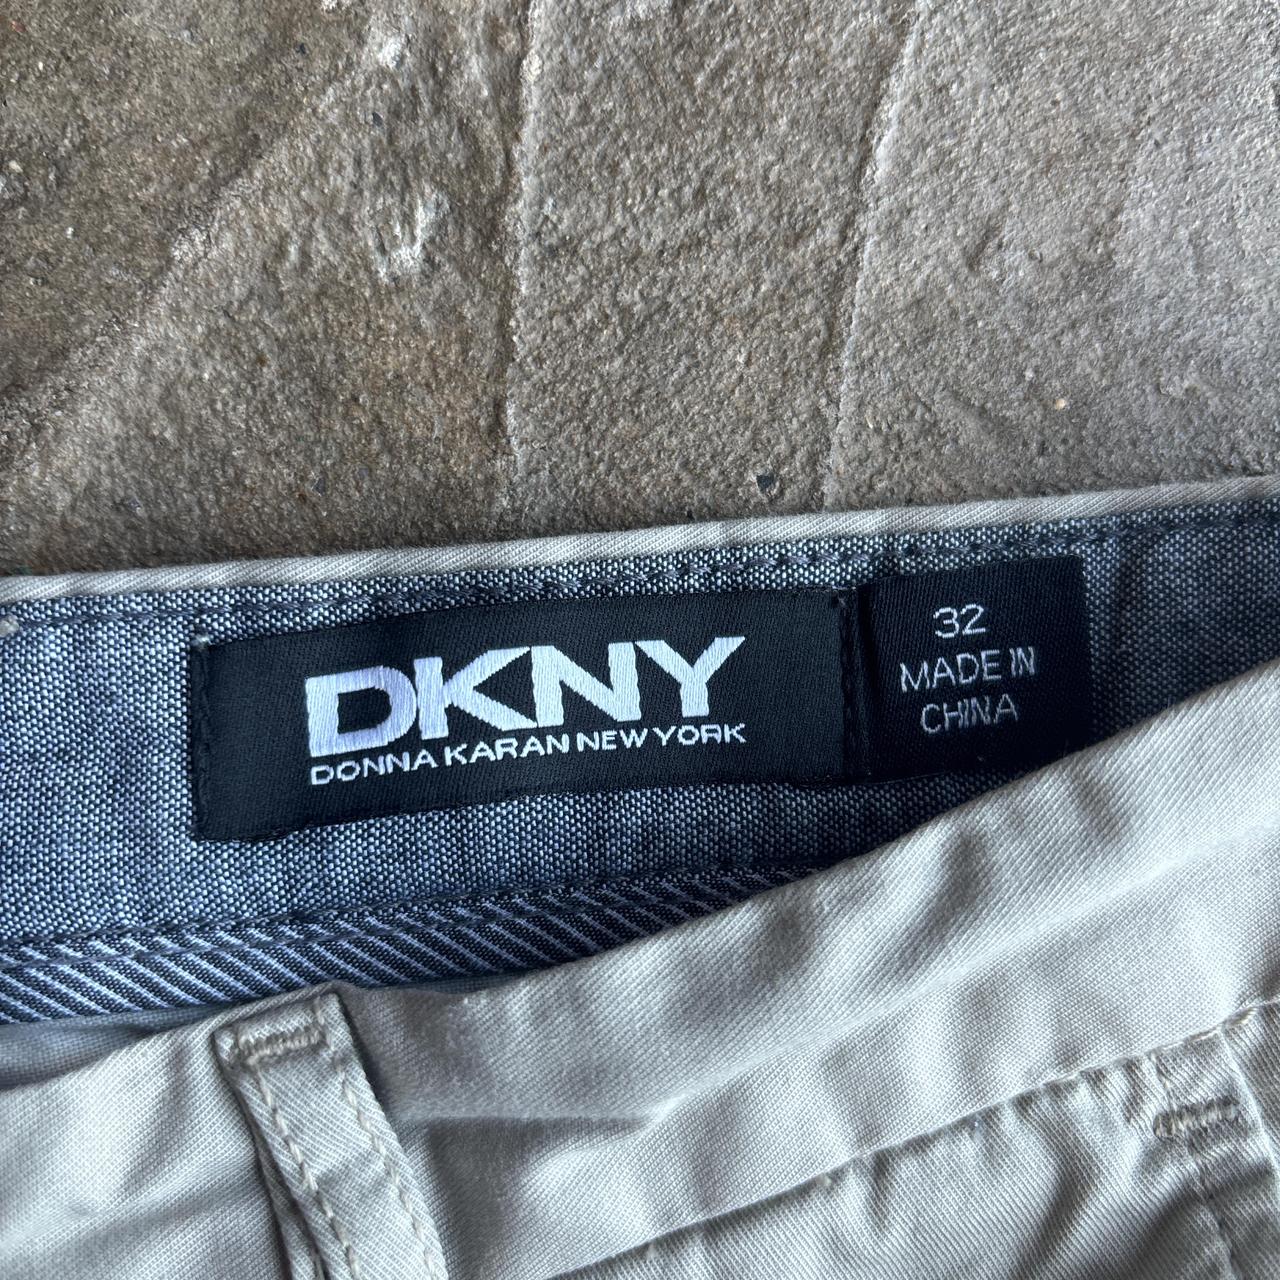 DKNY
DONNA KARAN NEW YORK
32
MADE IN
CHINA